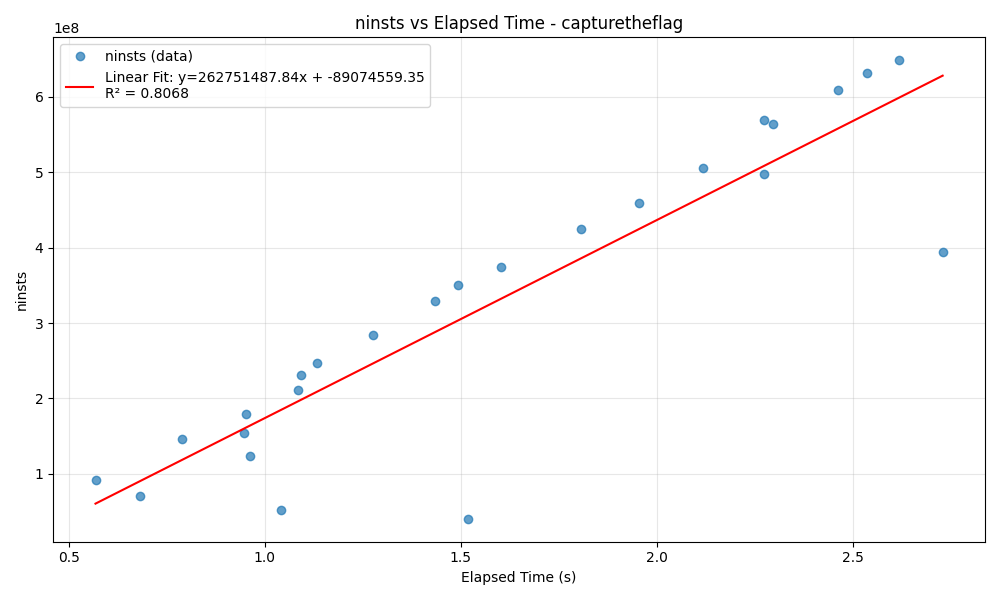 ninsts vs Elapsed Time - capturetheflag
1e8
ninsts (data)
Linear Fit: y=262751487.84x + -89074559.35
R² = 0.8068
6
5
4
3
2
1
ninsts
0.5 1.0 1.5 2.0 2.5
Elapsed Time (s)